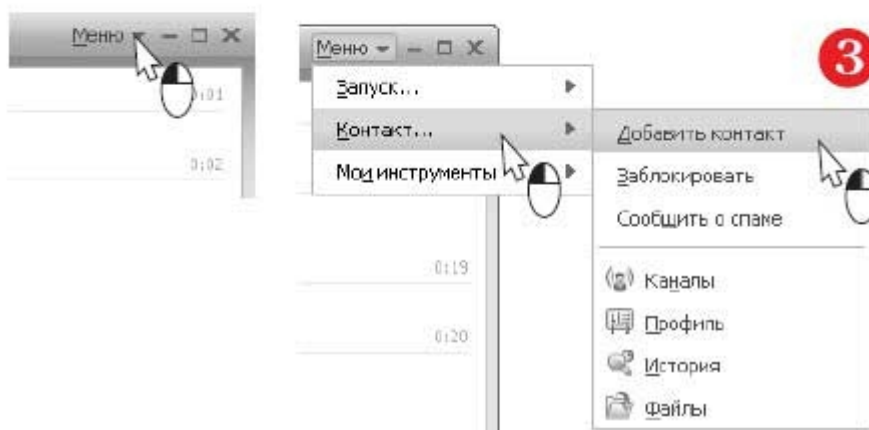 Меню
0:01
0:02
Меню
Запуск...
Контакт...
Мои инструменты
0:19
0:20
3
Добавить контакт
Заблокировать
Сообщить о спаме
Каналы
Профиль
История
Файлы